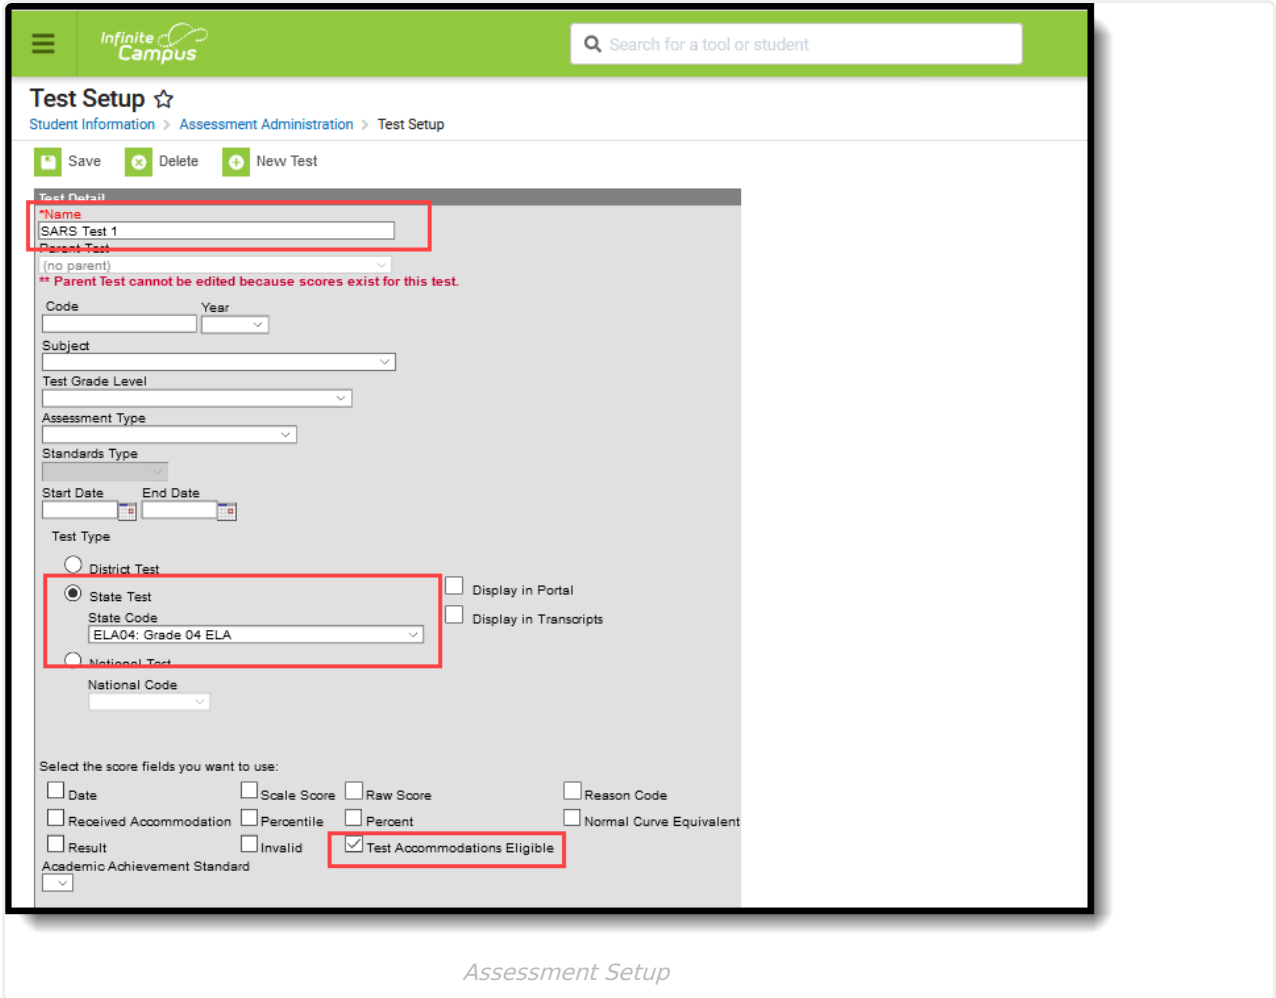 Infinite
Campus
Search for a tool or student
Test Setup
Student Information > Assessment Administration > Test Setup
Save Delete New Test
Test Detail
*Name
SARS Test 1
Parent Test
(no parent)
** Parent Test cannot be edited because scores exist for this test.
Code Year
Subject
Test Grade Level
Assessment Type
Standards Type
Start Date End Date
Test Type
District Test
State Test Display in Portal
State Code Display in Transcripts
ELA04: Grade 04 ELA
National Test
National Code
Select the score fields you want to use:
Date Scale Score Raw Score Reason Code
Received Accommodation Percentile Percent Normal Curve Equivalent
Result Invalid Test Accommodations Eligible
Academic Achievement Standard
Assessment Setup